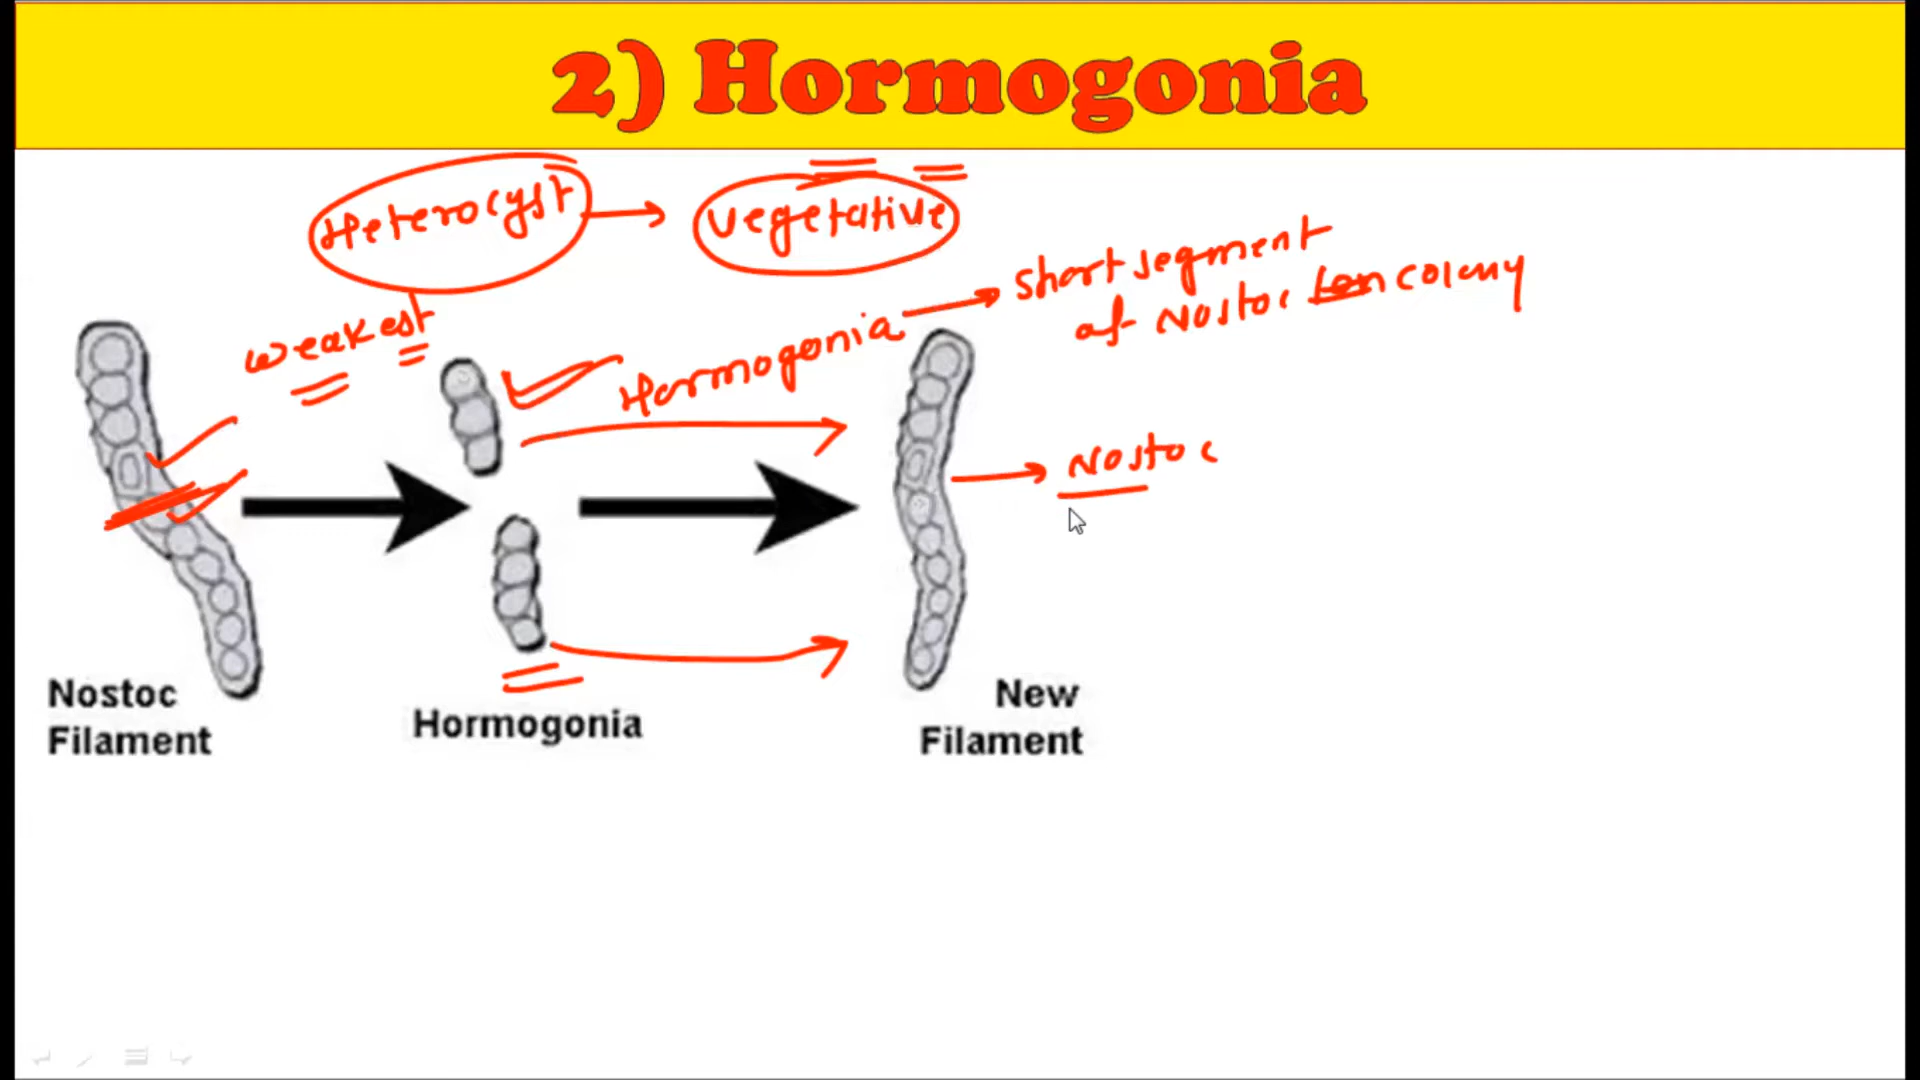 2) Hormogonia
Heterocyst → vegetative
weakest
Hormogonia → short segment
of Nostoc colony
→ Nostoc
Nostoc
Filament
Hormogonia
New
Filament